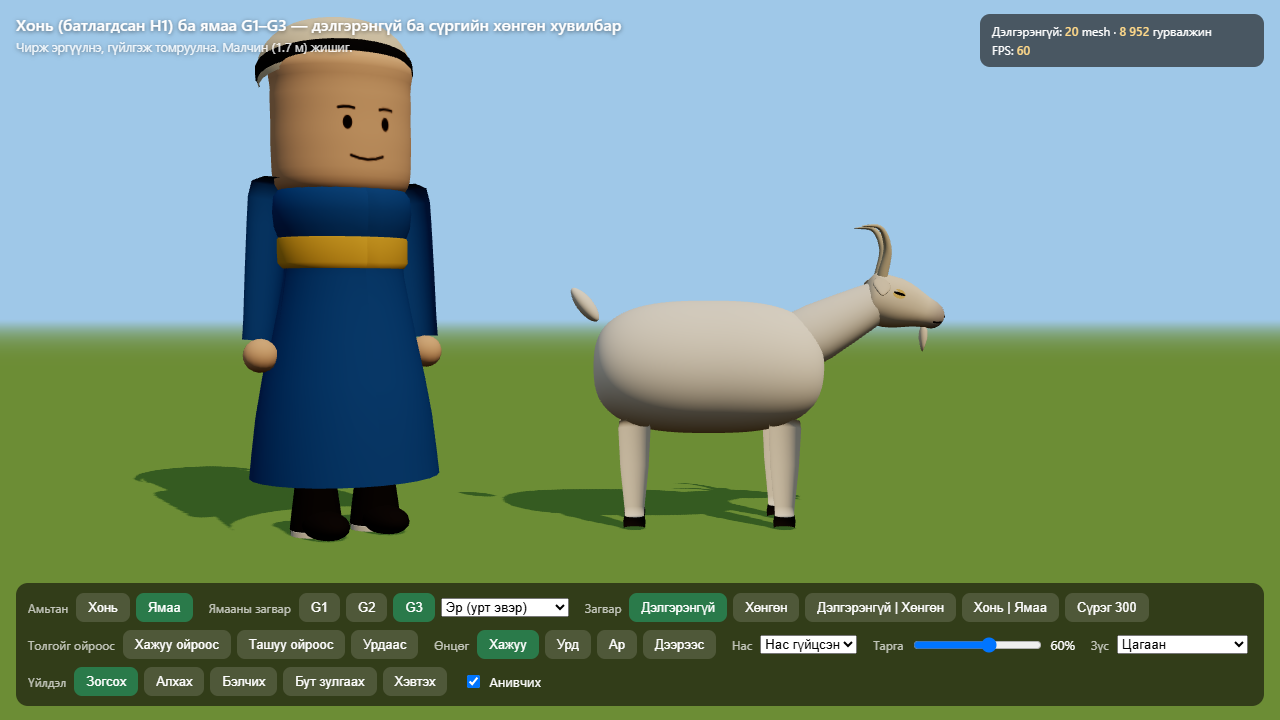 Хонь (батлагдсан H1) ба ямаа G1–G3 — дэлгэрэнгүй ба сүргийн хөнгөн хувилбар
Чирж эргүүлнэ, гүйлгэж томруулна. Малчин (1.7 м) жишиг.
Дэлгэрэнгүй: 20 mesh · 8 952 гурвалжин
FPS: 60
Амьтан Хонь Ямаа Ямааны загвар G1 G2 G3 Эр (урт эвэр) Загвар Дэлгэрэнгүй Хөнгөн Дэлгэрэнгүй | Хөнгөн Хонь | Ямаа Сүрэг 300
Толгойг ойроос Хажуу ойроос Ташуу ойроос Урдаас Өнцөг Хажуу Урд Ар Дээрээс Нас Нас гүйцсэн Тарга 60% Зүс Цагаан
Үйлдэл Зогсох Алхах Бэлчих Бут зулгаах Хэвтэх Анивчих